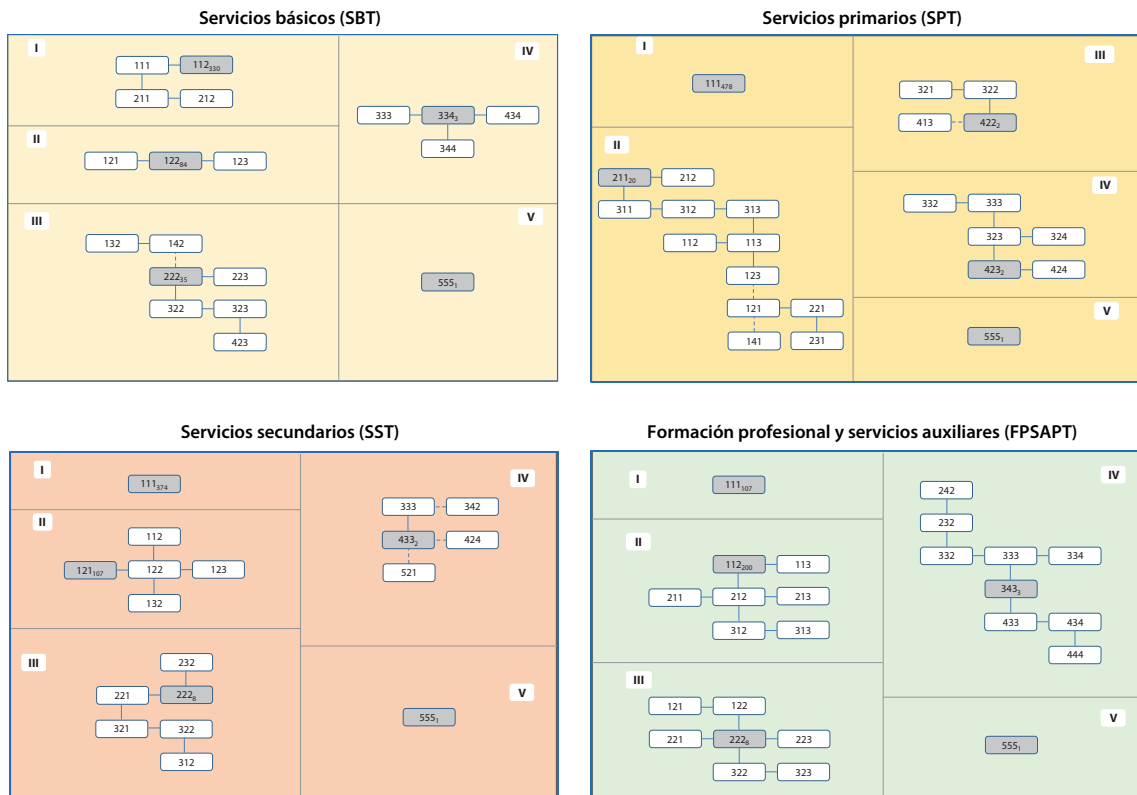 Servicios básicos (SBT)
I
111 112₃₃₀
211 212
II
121 122₈₄ 123
III
132 142
222₃₅ 223
322 323
423
IV
333 334₃ 434
344
V
555₁
Servicios primarios (SPT)
I
111₄₇₈
II
211₂₀ 212
311 312 313
112 113
123
121 221
141 231
III
321 322
413 422₂
IV
332 333
323 324
423₂ 424
V
555₁
Servicios secundarios (SST)
I
111₃₇₄
II
112
121₁₀₇ 122 123
132
III
232
221 222₈
321 322
312
IV
333 342
433₂ 424
521
V
555₁
Formación profesional y servicios auxiliares (FPSAPT)
I
111₁₀₇
II
112₂₀₀ 113
211 212 213
312 313
III
121 122
221 222₈ 223
322 323
IV
242
232
332 333 334
343₃
433 434
444
V
555₁